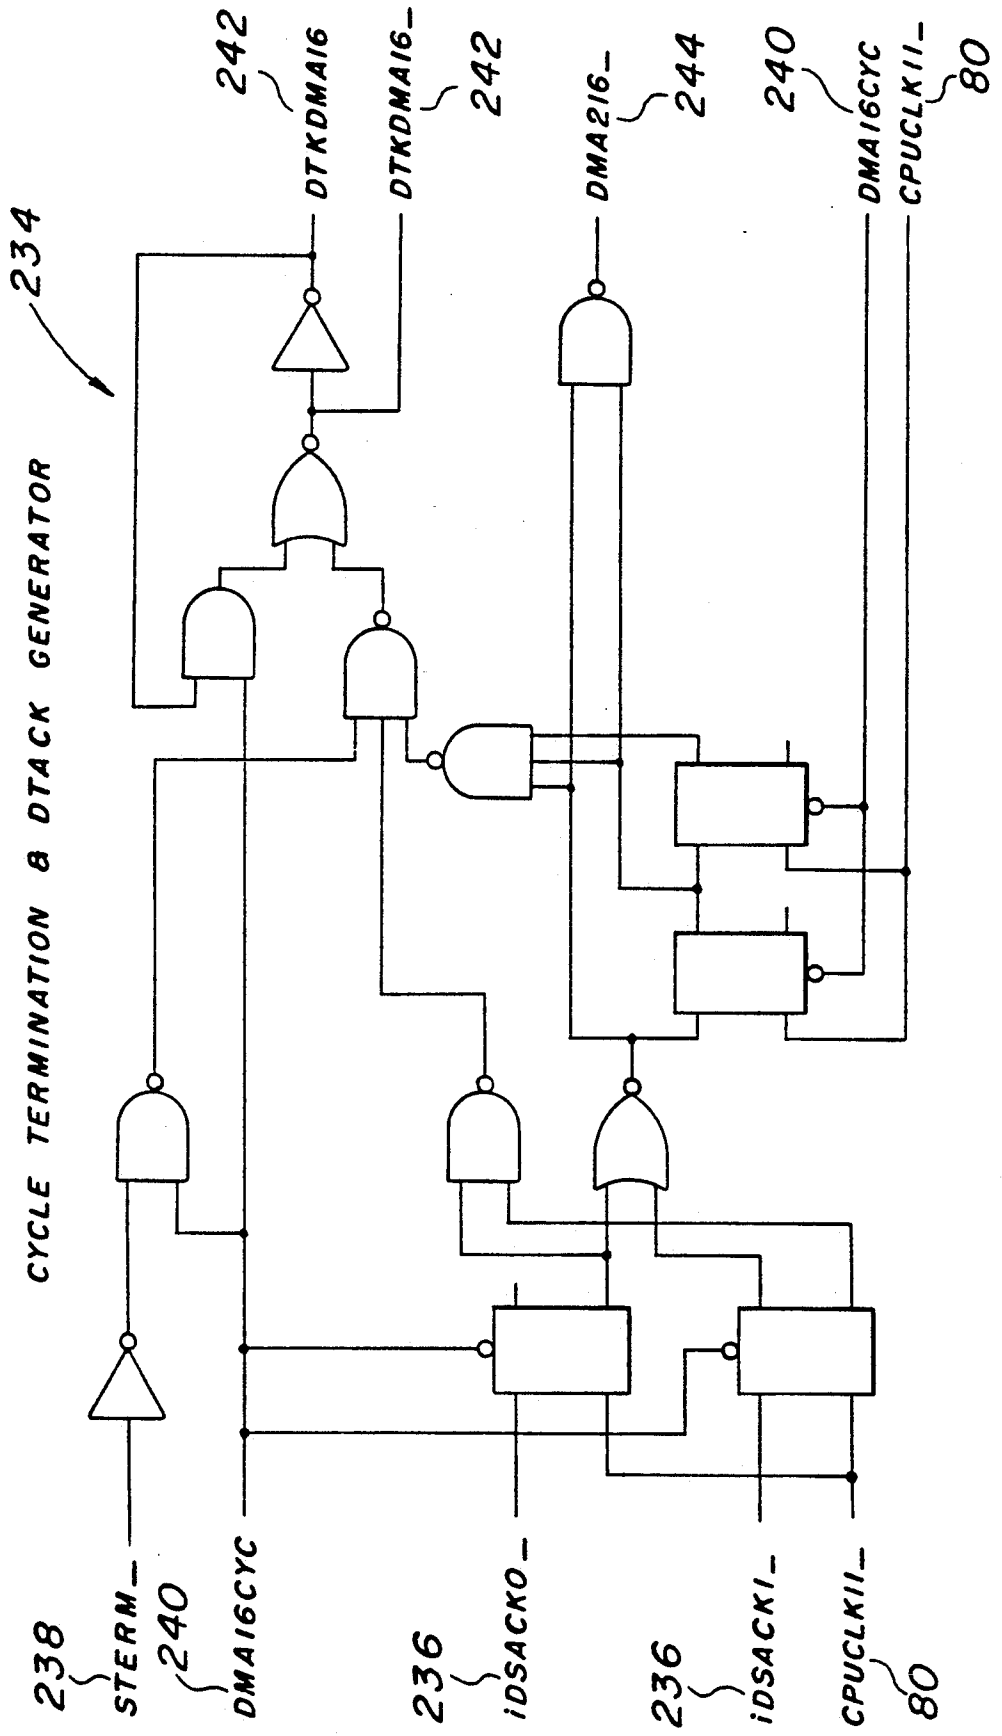 CYCLE TERMINATION & DTACK GENERATOR
234
238
STERM_
240
DMA16CYC
236
iDSACK0_
236
iDSACK1_
CPUCLK11_
80
242
DTKDMA16
DTKDMA16_
242
DMA216_
244
240
DMA16CYC
CPUCLK11_
80